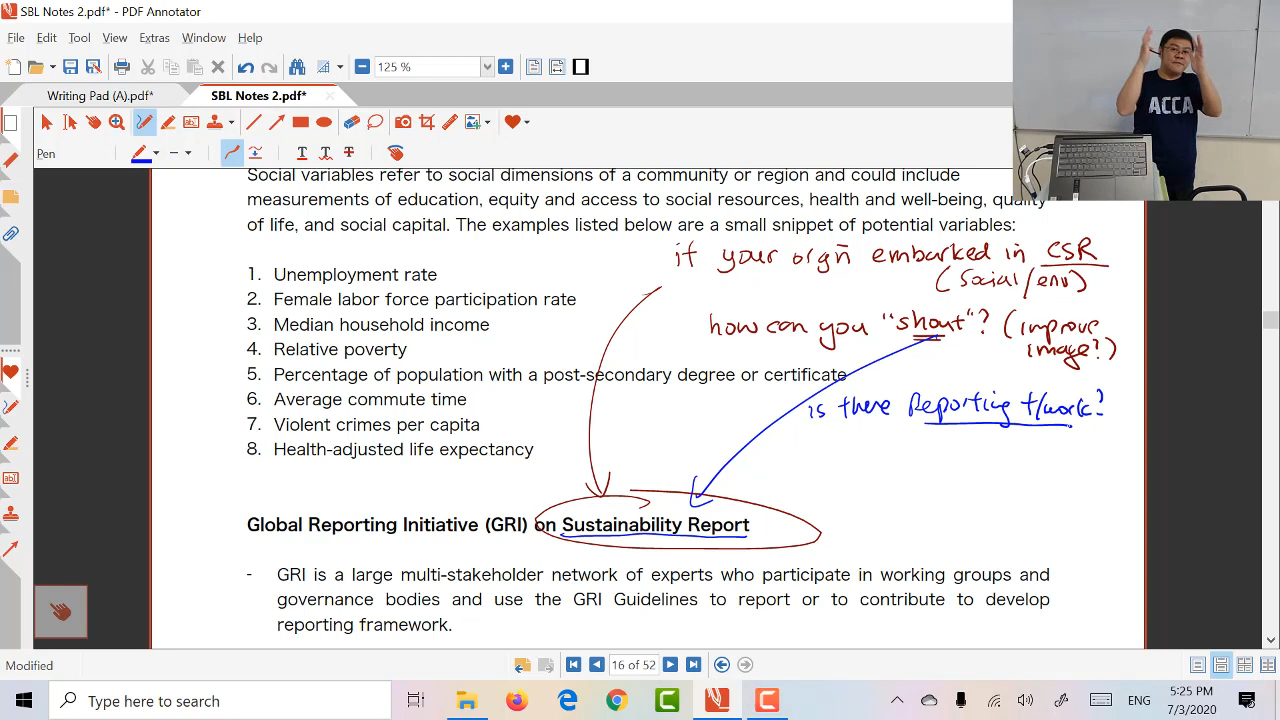 SBL Notes 2.pdf* - PDF Annotator
File Edit Tool View Extras Window Help
125 %
Writing Pad (A).pdf* SBL Notes 2.pdf*
Pen
ACCA
Social variables refer to social dimensions of a community or region and could include
measurements of education, equity and access to social resources, health and well-being, quality
of life, and social capital. The examples listed below are a small snippet of potential variables:
if your orgn̄ embarked in CSR
(Social/env)
1. Unemployment rate
2. Female labor force participation rate
3. Median household income
4. Relative poverty
5. Percentage of population with a post-secondary degree or certificate
6. Average commute time
7. Violent crimes per capita
8. Health-adjusted life expectancy
how can you "shout"? (improve
image?)
is there Reporting f/work?
Global Reporting Initiative (GRI) on Sustainability Report
- GRI is a large multi-stakeholder network of experts who participate in working groups and
governance bodies and use the GRI Guidelines to report or to contribute to develop
reporting framework.
Modified
16 of 52
Type here to search
ENG
5:25 PM
7/3/2020